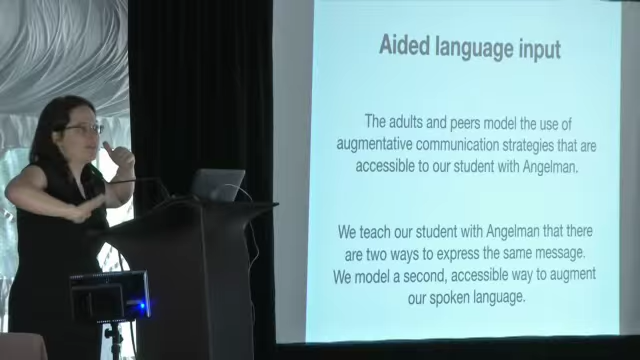 Aided language input
The adults and peers model the use of
augmentative communication strategies that are
accessible to our student with Angelman.
We teach our student with Angelman that there
are two ways to express the same message.
We model a second, accessible way to augment
our spoken language.